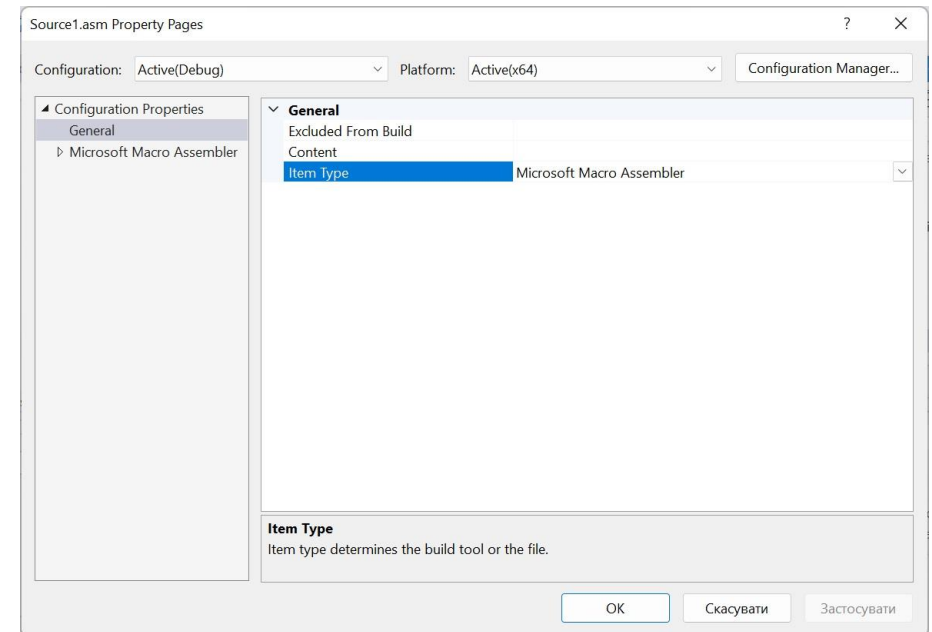 Source1.asm Property Pages ?
Configuration: Active(Debug) Platform: Active(x64) Configuration Manager...
Configuration Properties
General
Microsoft Macro Assembler
General
Excluded From Build
Content
Item Type Microsoft Macro Assembler
Item Type
Item type determines the build tool or the file.
OK Скасувати Застосувати